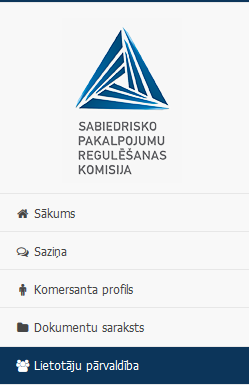 SABIEDRISKO
PAKALPOJUMU
REGULĒŠANAS
KOMISIJA
Sākums
Saziņa
Komersanta profils
Dokumentu saraksts
Lietotāju pārvaldība